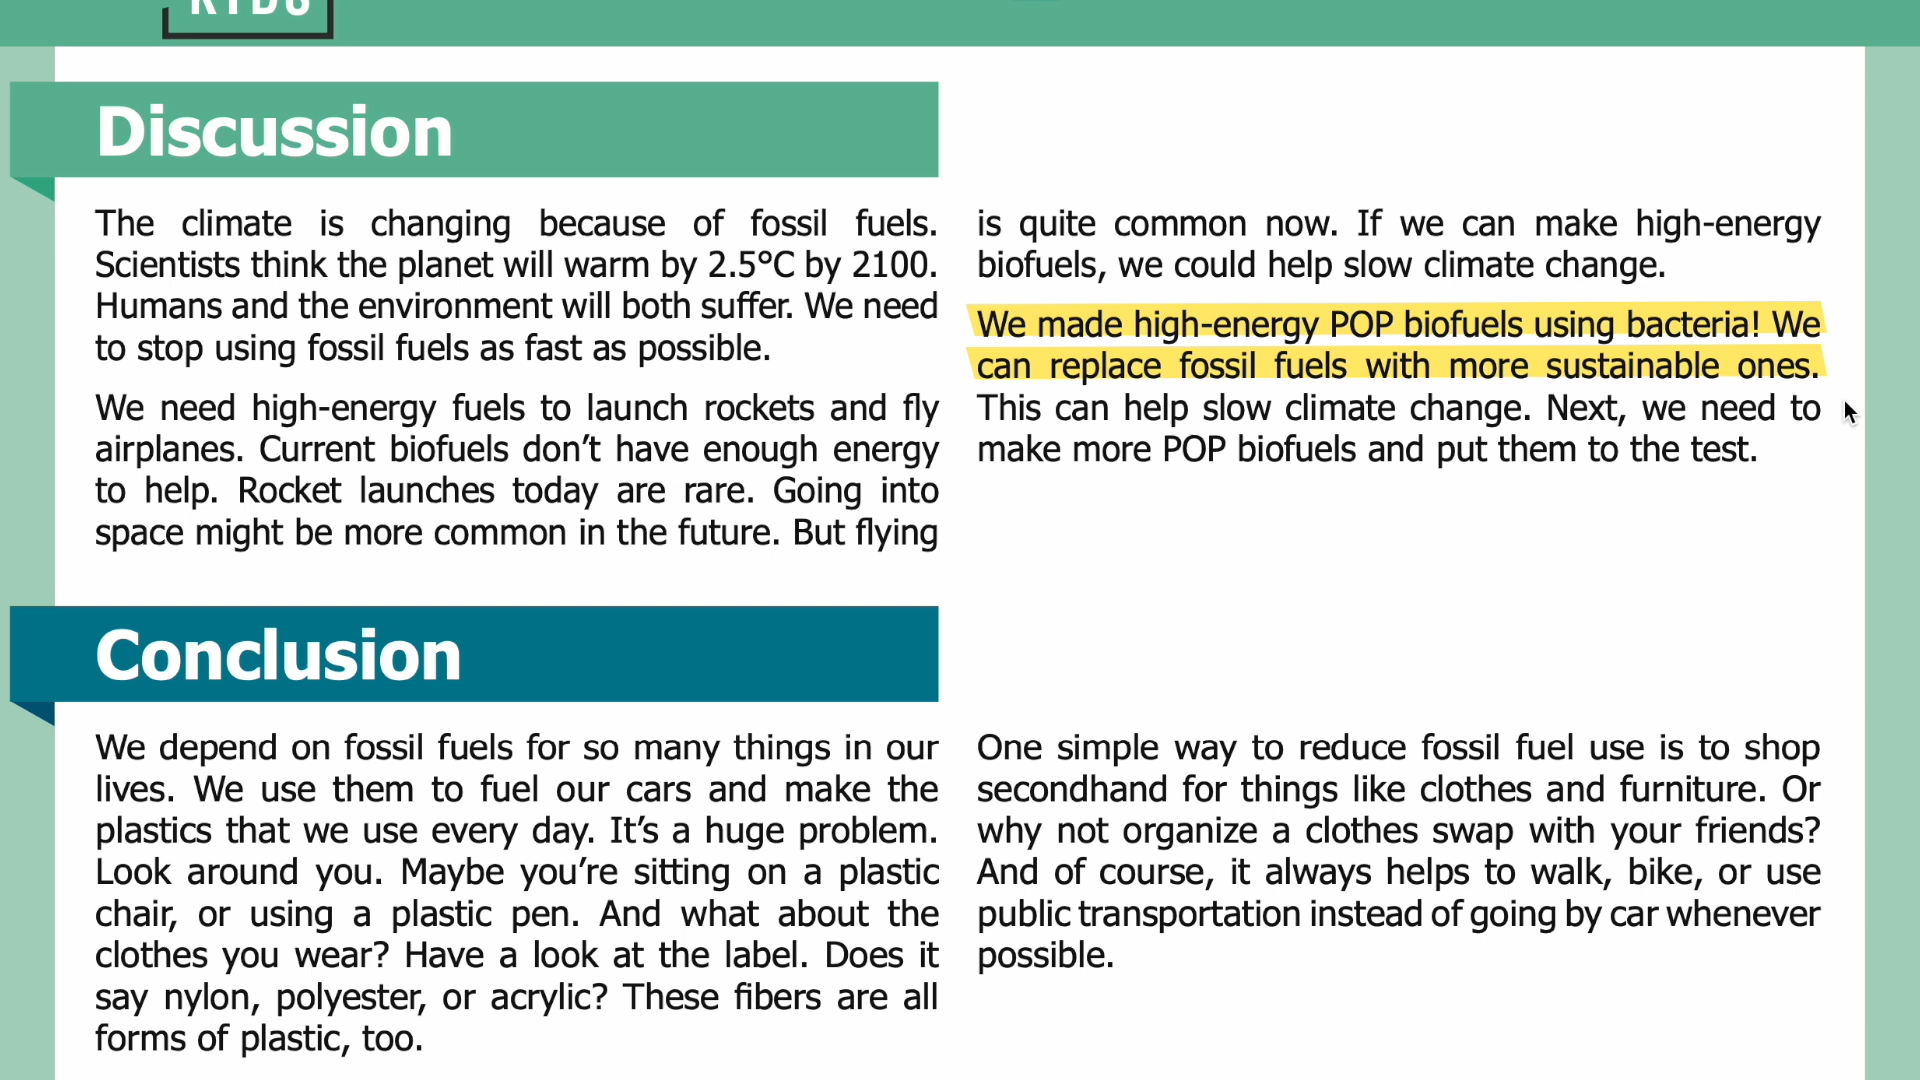 Discussion
The climate is changing because of fossil fuels.
Scientists think the planet will warm by 2.5°C by 2100.
Humans and the environment will both suffer. We need
to stop using fossil fuels as fast as possible.
We need high-energy fuels to launch rockets and fly
airplanes. Current biofuels don’t have enough energy
to help. Rocket launches today are rare. Going into
space might be more common in the future. But flying
is quite common now. If we can make high-energy
biofuels, we could help slow climate change.
We made high-energy POP biofuels using bacteria! We
can replace fossil fuels with more sustainable ones.
This can help slow climate change. Next, we need to
make more POP biofuels and put them to the test.
Conclusion
We depend on fossil fuels for so many things in our
lives. We use them to fuel our cars and make the
plastics that we use every day. It’s a huge problem.
Look around you. Maybe you’re sitting on a plastic
chair, or using a plastic pen. And what about the
clothes you wear? Have a look at the label. Does it
say nylon, polyester, or acrylic? These fibers are all
forms of plastic, too.
One simple way to reduce fossil fuel use is to shop
secondhand for things like clothes and furniture. Or
why not organize a clothes swap with your friends?
And of course, it always helps to walk, bike, or use
public transportation instead of going by car whenever
possible.